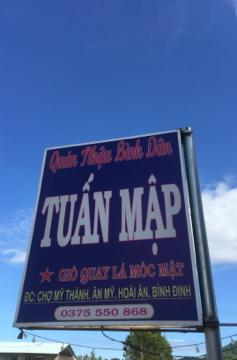 Quán Nhậu Bình Dân
TUẤN MẬP
GIÒ QUAY LÁ MÓC MẬT
ĐC: CHỢ MỸ THÀNH, ÂN MỸ, HOÀI ÂN, BÌNH ĐỊNH
0375 550 868